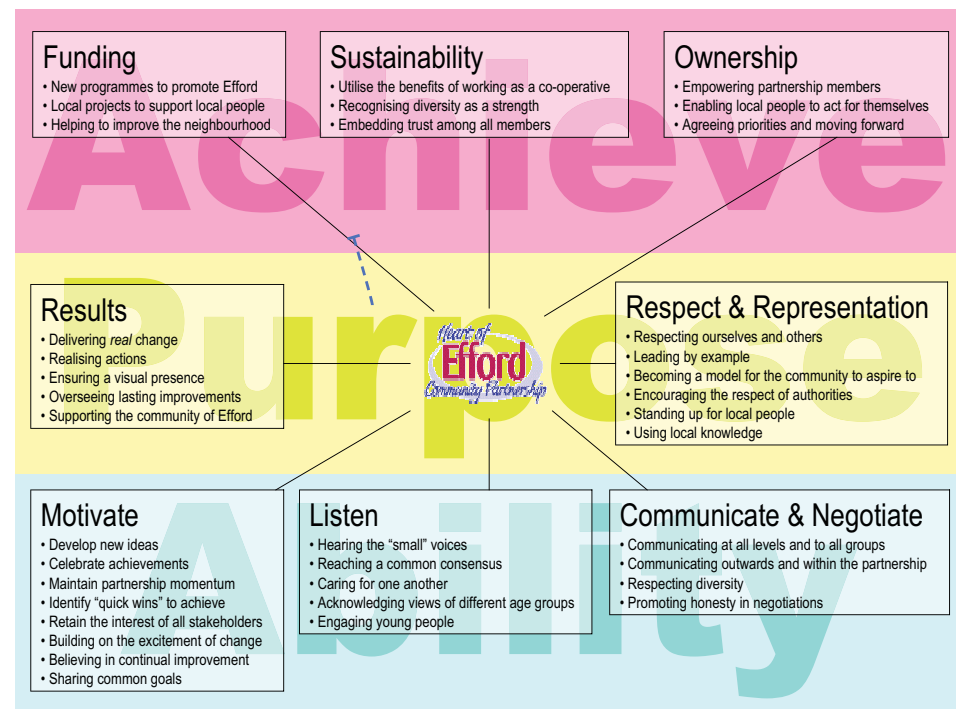 Achieve
Funding
• New programmes to promote Efford
• Local projects to support local people
• Helping to improve the neighbourhood
Sustainability
• Utilise the benefits of working as a co-operative
• Recognising diversity as a strength
• Embedding trust among all members
Ownership
• Empowering partnership members
• Enabling local people to act for themselves
• Agreeing priorities and moving forward
Purpose
Results
• Delivering real change
• Realising actions
• Ensuring a visual presence
• Overseeing lasting improvements
• Supporting the community of Efford
Heart of
Efford
Community Partnership
Respect & Representation
• Respecting ourselves and others
• Leading by example
• Becoming a model for the community to aspire to
• Encouraging the respect of authorities
• Standing up for local people
• Using local knowledge
Ability
Motivate
• Develop new ideas
• Celebrate achievements
• Maintain partnership momentum
• Identify “quick wins” to achieve
• Retain the interest of all stakeholders
• Building on the excitement of change
• Believing in continual improvement
• Sharing common goals
Listen
• Hearing the “small” voices
• Reaching a common consensus
• Caring for one another
• Acknowledging views of different age groups
• Engaging young people
Communicate & Negotiate
• Communicating at all levels and to all groups
• Communicating outwards and within the partnership
• Respecting diversity
• Promoting honesty in negotiations